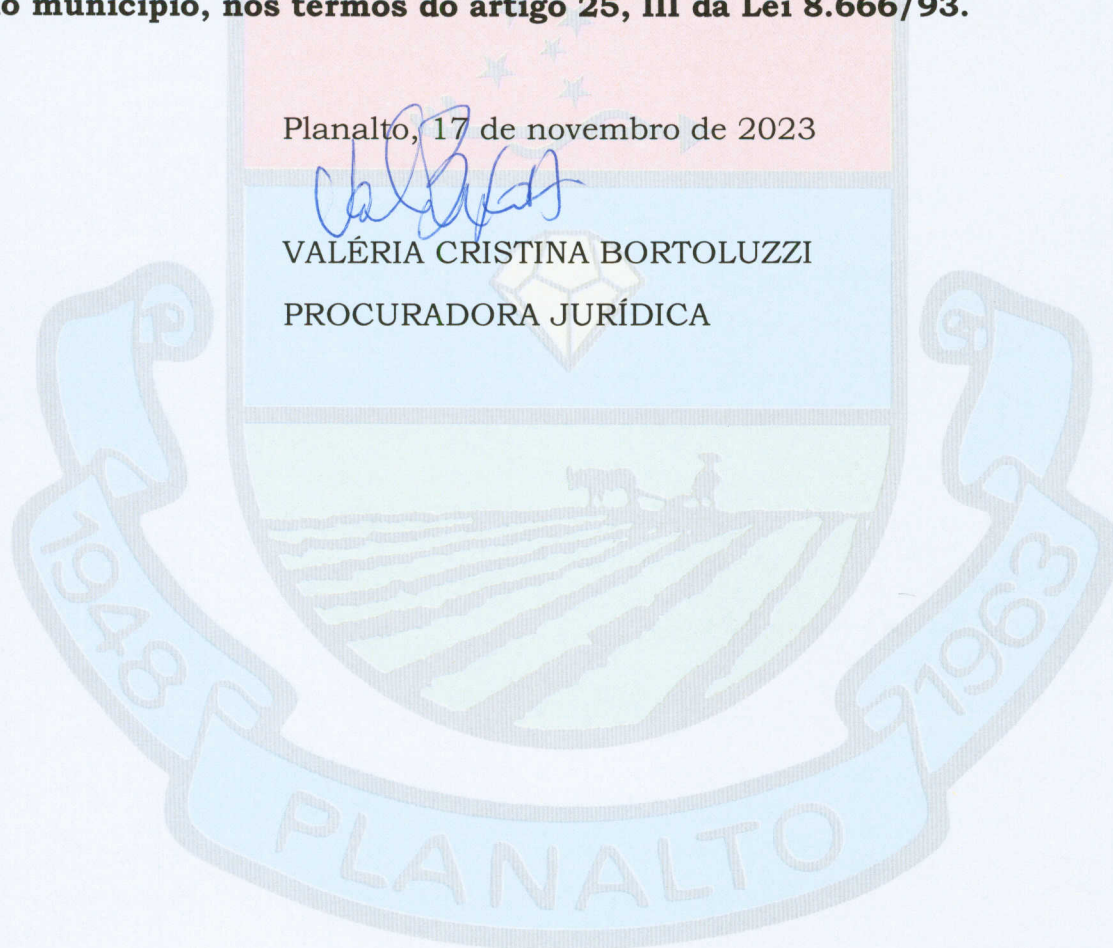 município, nos termos do artigo 25, III da Lei 8.666/93.
Planalto, 17 de novembro de 2023
VALÉRIA CRISTINA BORTOLUZZI
PROCURADORA JURÍDICA
1948
PLANALTO
1963